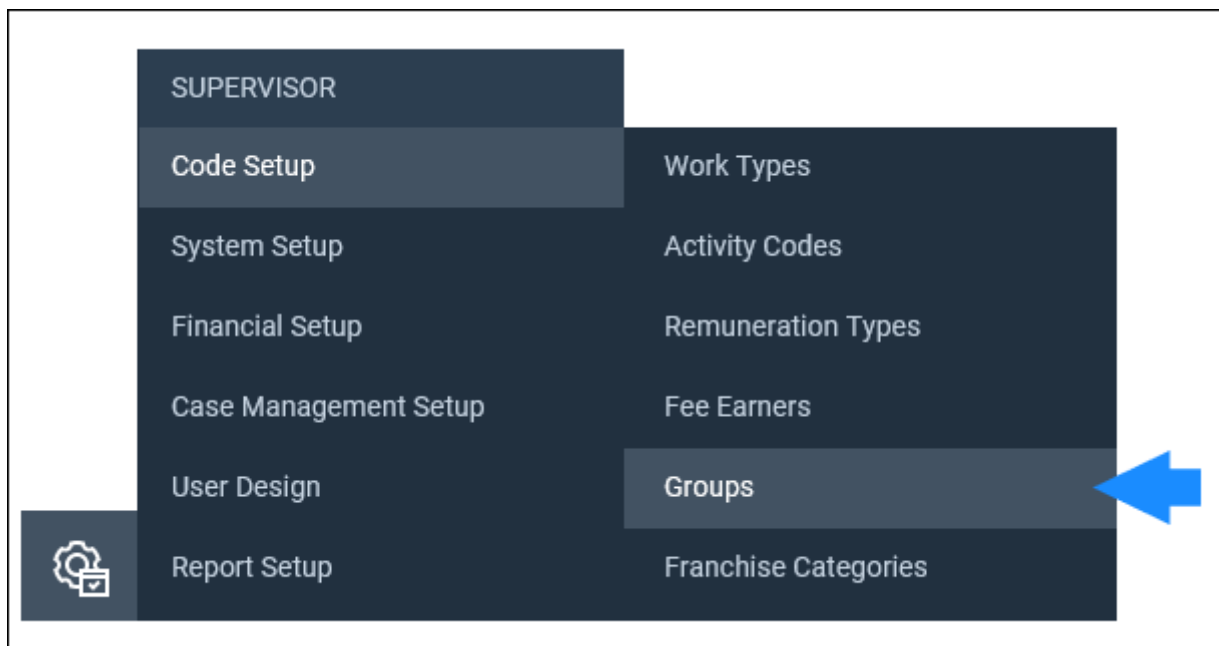 SUPERVISOR
Code Setup
System Setup
Financial Setup
Case Management Setup
User Design
Report Setup
Work Types
Activity Codes
Remuneration Types
Fee Earners
Groups
Franchise Categories